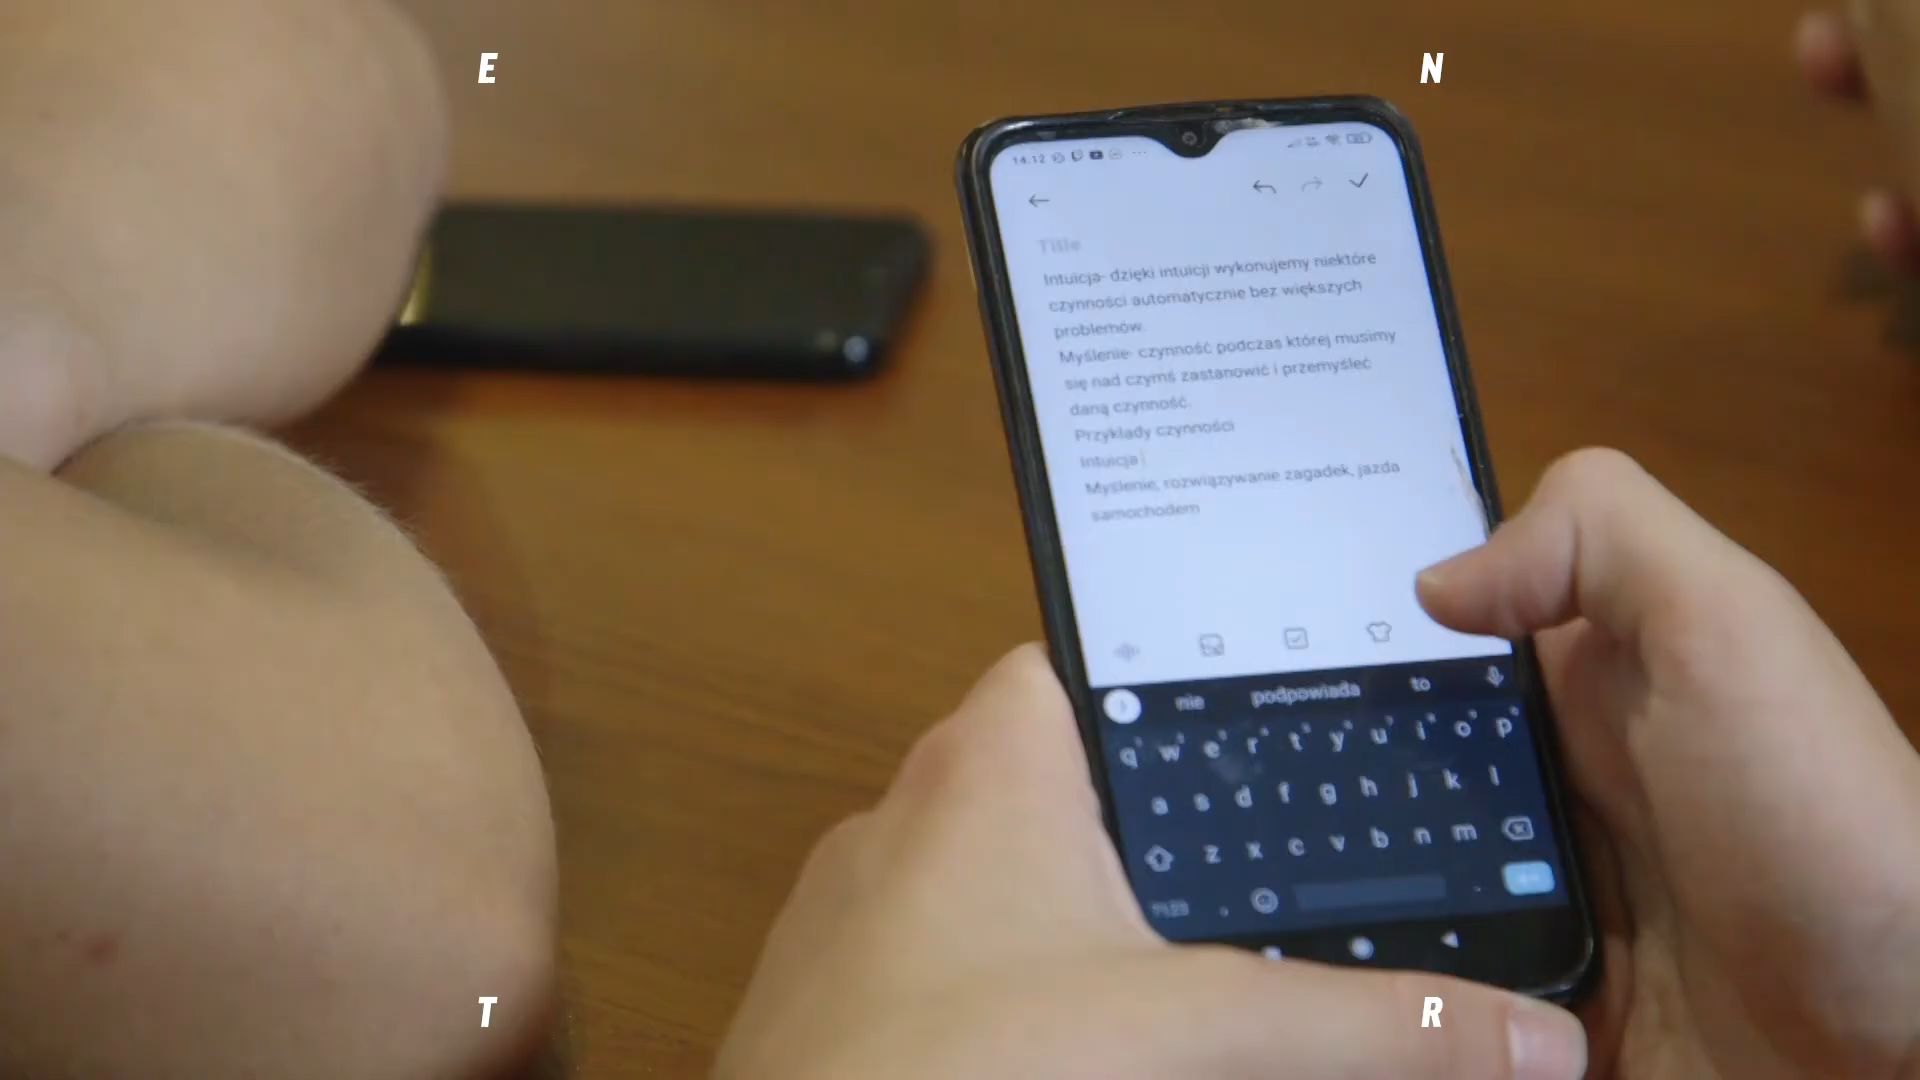 E
N
14.12
Title
Intuicja- dzięki intuicji wykonujemy niektóre
czynności automatycznie bez większych
problemów.
Myślenie- czynność podczas której musimy
się nad czymś zastanowić i przemyśleć
daną czynność.
Przykłady czynności
Intuicja
Myslenie, rozwiązywanie zagadek, jazda
samochodem
nie podpowiada to
q w e r t y u i o p
a s d f g h j k l
z x c v b n m
?123 , .
T
R